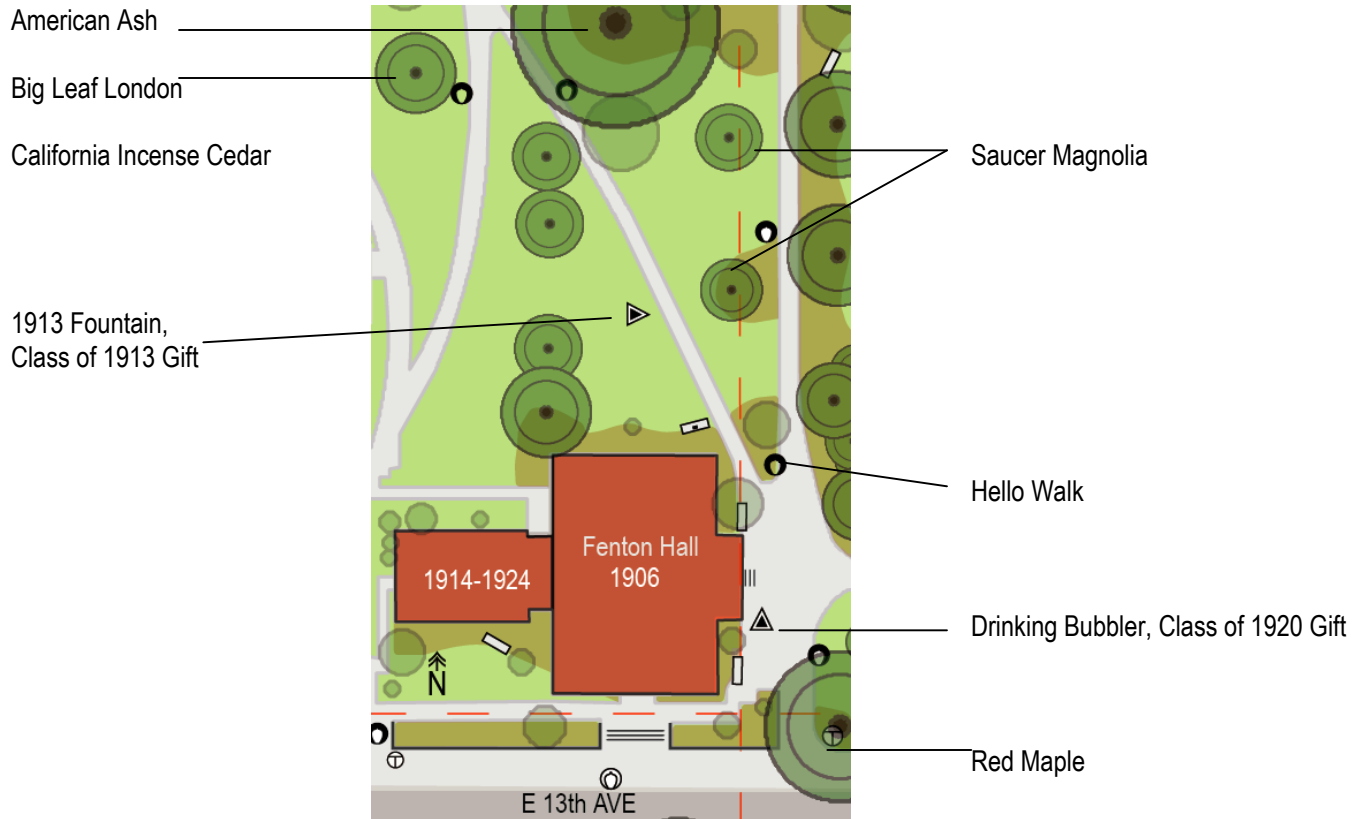 American Ash
Big Leaf London
California Incense Cedar
Saucer Magnolia
1913 Fountain,
Class of 1913 Gift
Hello Walk
Fenton Hall
1906
1914-1924
Drinking Bubbler, Class of 1920 Gift
N
Red Maple
E 13th AVE